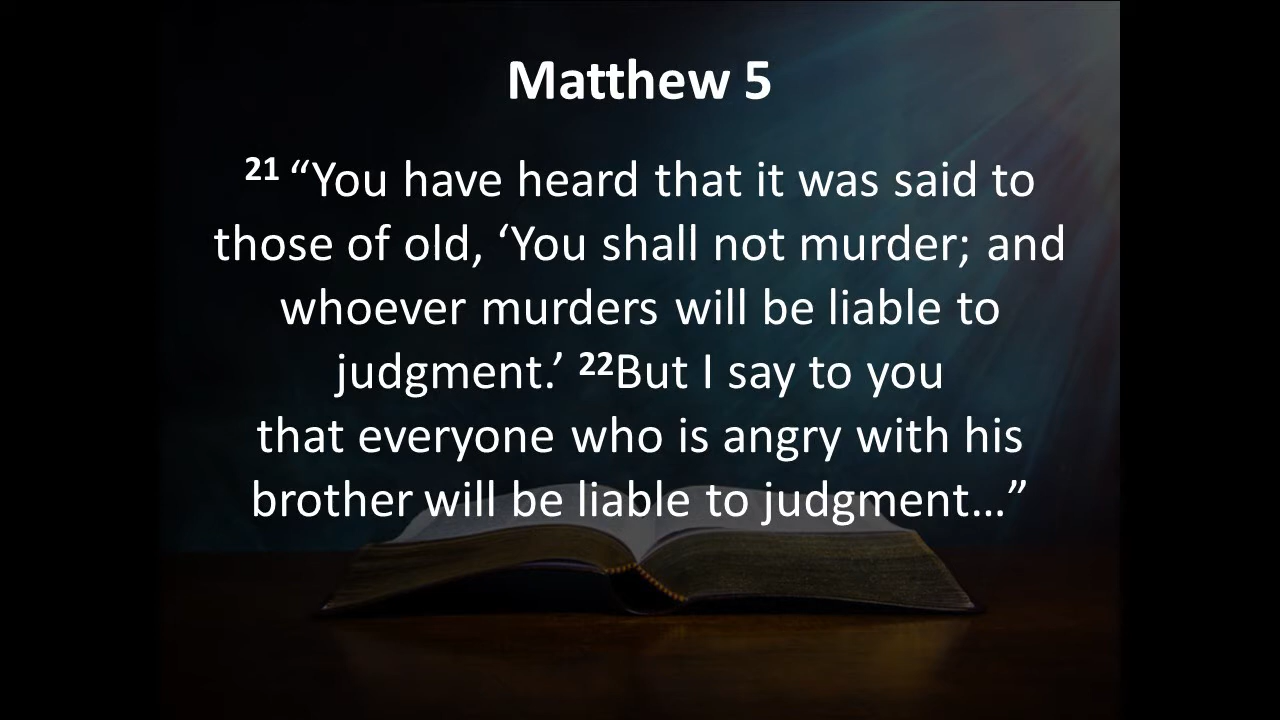 Matthew 5
21 “You have heard that it was said to
those of old, ‘You shall not murder; and
whoever murders will be liable to
judgment.’ 22But I say to you
that everyone who is angry with his
brother will be liable to judgment…”